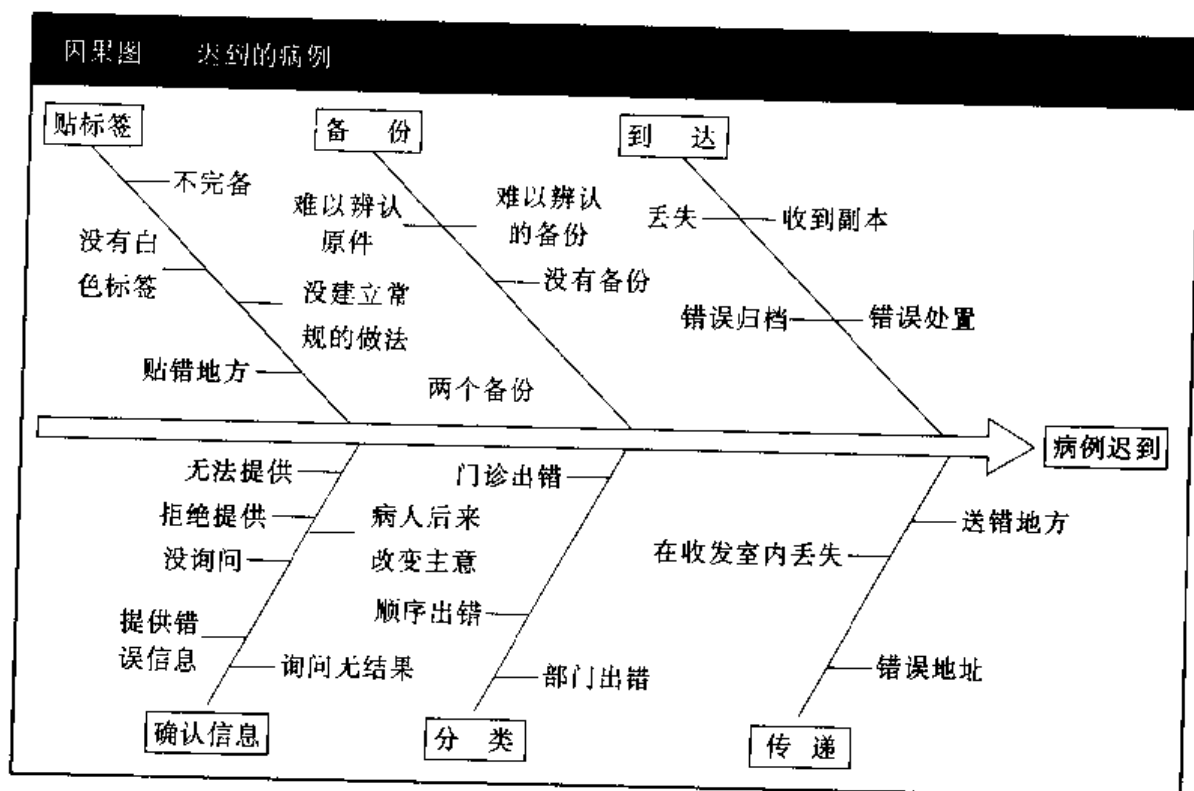 因果图 迟到的病例
贴标签
备 份
到 达
不完备
没有白
色标签
没建立常
规的做法
贴错地方
难以辨认
原件
难以辨认
的备份
没有备份
两个备份
丢失
收到副本
错误归档
错误处置
病例迟到
无法提供
拒绝提供
没询问
病人后来
改变主意
提供错
误信息
询问无结果
确认信息
门诊出错
顺序出错
部门出错
分 类
送错地方
在收发室内丢失
错误地址
传 递